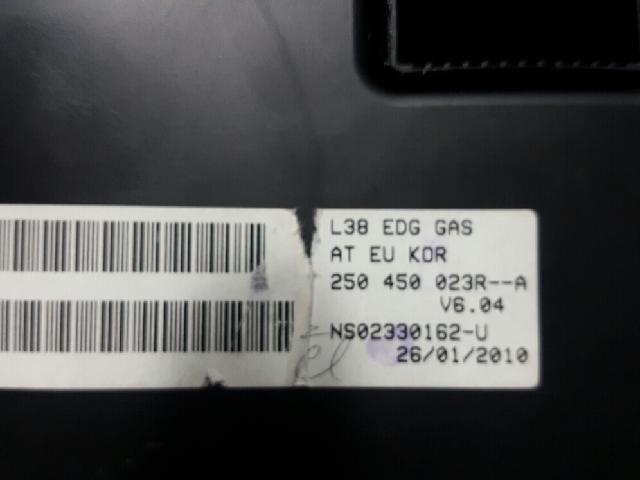 L38 EDG GAS
AT EU KOR
250 450 023R--A
V6.04
NS02330162-U
26/01/2010